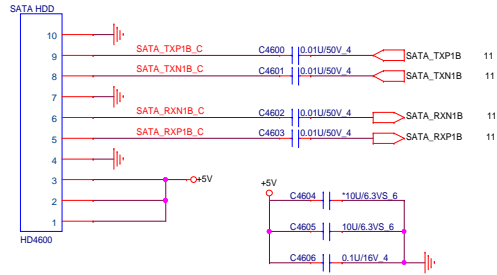 SATA HDD
10
9 SATA_TXP1B_C C4600 0.01U/50V_4 SATA_TXP1B 11
8 SATA_TXN1B_C C4601 0.01U/50V_4 SATA_TXN1B 11
7
6 SATA_RXN1B_C C4602 0.01U/50V_4 SATA_RXN1B 11
5 SATA_RXP1B_C C4603 0.01U/50V_4 SATA_RXP1B 11
4
3 +5V
2
1
HD4600
+5V
C4604 *10U/6.3VS_6
C4605 10U/6.3VS_6
C4606 0.1U/16V_4